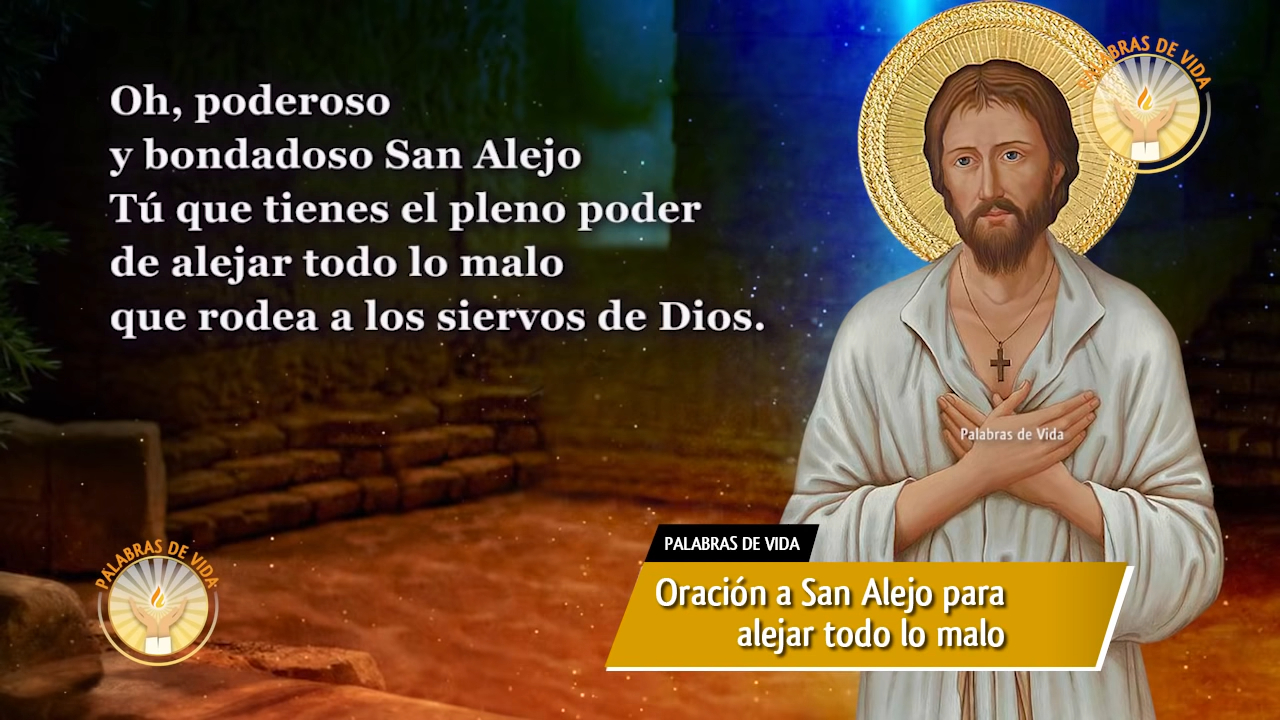 Oh, poderoso
y bondadoso San Alejo
Tú que tienes el pleno poder
de alejar todo lo malo
que rodea a los siervos de Dios.
PALABRAS DE VIDA
Palabras de Vida
PALABRAS DE VIDA
Oración a San Alejo para
alejar todo lo malo
PALABRAS DE VIDA